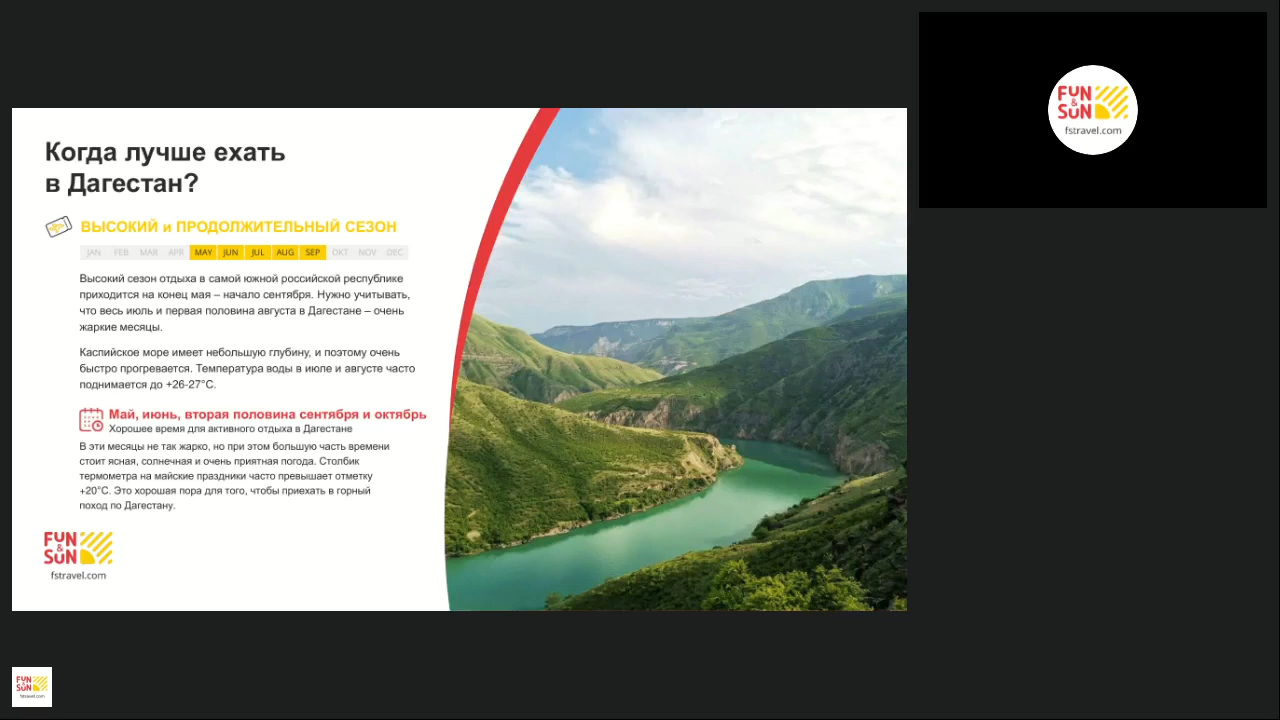 Когда лучше ехать
в Дагестан?
ВЫСОКИЙ и ПРОДОЛЖИТЕЛЬНЫЙ СЕЗОН
JAN FEB MAR APR MAY JUN JUL AUG SEP OKT NOV DEC
Высокий сезон отдыха в самой южной российской республике
приходится на конец мая – начало сентября. Нужно учитывать,
что весь июль и первая половина августа в Дагестане – очень
жаркие месяцы.
Каспийское море имеет небольшую глубину, и поэтому очень
быстро прогревается. Температура воды в июле и августе часто
поднимается до +26-27°C.
Май, июнь, вторая половина сентября и октябрь
Хорошее время для активного отдыха в Дагестане
В эти месяцы не так жарко, но при этом большую часть времени
стоит ясная, солнечная и очень приятная погода. Столбик
термометра на майские праздники часто превышает отметку
+20°C. Это хорошая пора для того, чтобы приехать в горный
поход по Дагестану.
FUN
&
SUN
fstravel.com
FUN
&
SUN
fstravel.com
FUN
&
SUN
fstravel.com